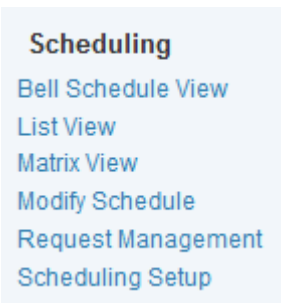 Scheduling
Bell Schedule View
List View
Matrix View
Modify Schedule
Request Management
Scheduling Setup